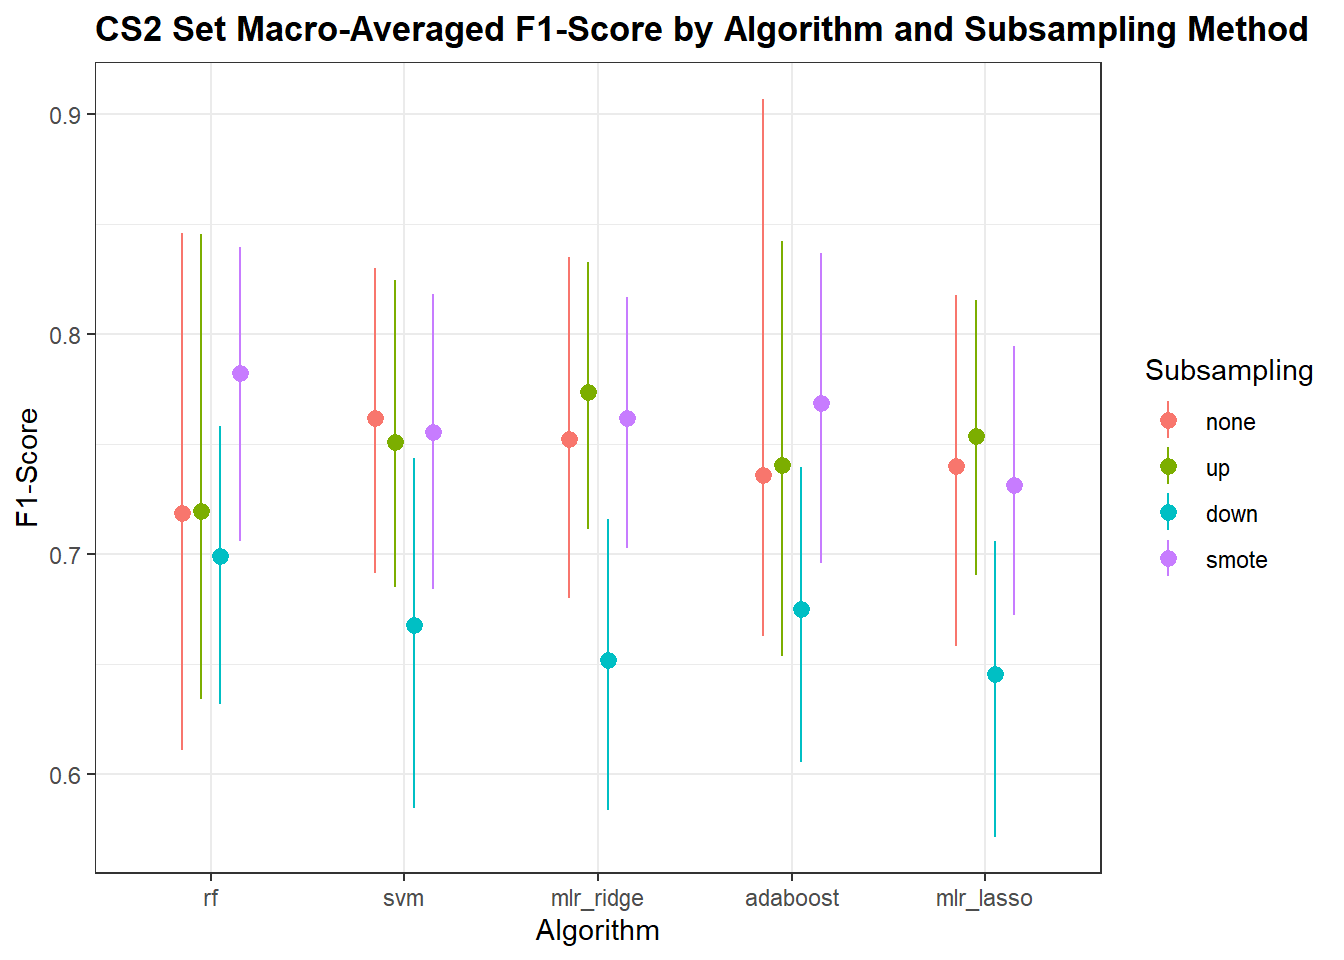 CS2 Set Macro-Averaged F1-Score by Algorithm and Subsampling Method
F1-Score
0.9
0.8
0.7
0.6
rf svm mlr_ridge adaboost mlr_lasso
Algorithm
Subsampling
none
up
down
smote